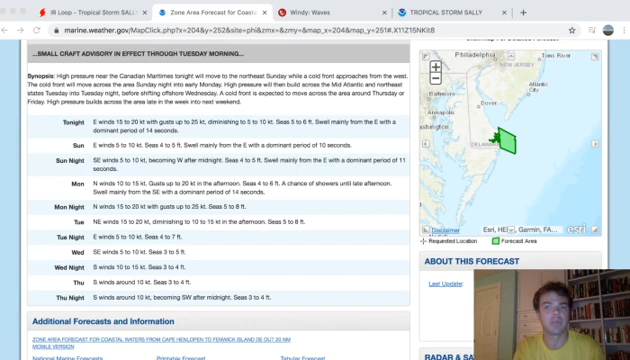 IR Loop - Tropical Storm SALLY
Zone Area Forecast for Coasta
Windy: Waves
TROPICAL STORM SALLY
marine.weather.gov/MapClick.php?x=204&y=252&site=phi&zmx=&zmy=&map_x=204&map_y=251#.X11Z15NKit8
...SMALL CRAFT ADVISORY IN EFFECT THROUGH TUESDAY MORNING...
Synopsis: High pressure near the Canadian Maritimes tonight will move to the northeast Sunday while a cold front approaches from the west.
The cold front will move across the area Sunday night into early Monday. High pressure will then build across the Mid Atlantic and northeast
states Tuesday into Tuesday night, before shifting offshore Wednesday. A cold front is expected to move across the area around Thursday or
Friday. High pressure builds across the area late in the week into next weekend.
Tonight E winds 15 to 20 kt with gusts up to 25 kt, diminishing to 5 to 10 kt. Seas 5 to 6 ft. Swell mainly from the E with a
dominant period of 14 seconds.
Sun E winds 5 to 10 kt. Seas 4 to 5 ft. Swell mainly from the E with a dominant period of 10 seconds.
Sun Night SE winds 5 to 10 kt, becoming W after midnight. Seas 4 to 5 ft. Swell mainly from the E with a dominant period of 11
seconds.
Mon N winds 10 to 15 kt. Gusts up to 20 kt in the afternoon. Seas 4 to 6 ft. A chance of showers until late afternoon.
Swell mainly from the SE with a dominant period of 14 seconds.
Mon Night N winds 15 to 20 kt with gusts up to 25 kt. Seas 5 to 8 ft.
Tue NE winds 15 to 20 kt, diminishing to 10 to 15 kt in the afternoon. Seas 5 to 8 ft.
Tue Night E winds 5 to 10 kt. Seas 4 to 7 ft.
Wed SE winds 5 to 10 kt. Seas 3 to 5 ft.
Wed Night S winds 10 to 15 kt. Seas 3 to 4 ft.
Thu S winds around 10 kt. Seas 3 to 4 ft.
Thu Night S winds around 10 kt, becoming SW after midnight. Seas 3 to 4 ft.
Additional Forecasts and Information
ZONE AREA FORECAST FOR COASTAL WATERS FROM CAPE HENLOPEN TO FENWICK ISLAND DE OUT 20 NM
MOBILE VERSION
National Marine Forecasts
Printable Forecast
Tabular Forecast
Philadelphia
Toms River
NEW JERSEY
Atlantic
City
Baltimore
Dover
Annapolis
ashington
Disclaimer
Esri, HERE, Garmin, FA...
Requested Location
Forecast Area
ABOUT THIS FORECAST
Last Update:
RADAR & SA